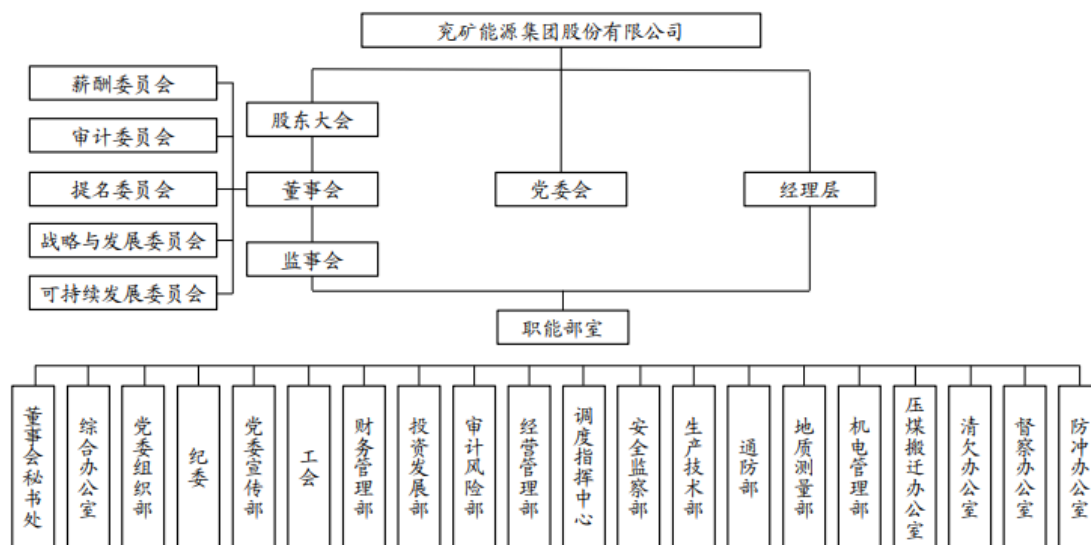 兖矿能源集团股份有限公司
薪酬委员会
审计委员会
提名委员会
战略与发展委员会
可持续发展委员会
股东大会
董事会
监事会
党委会
经理层
职能部室
董事会秘书处
综合办公室
党委组织部
纪委
党委宣传部
工会
财务管理部
投资发展部
审计风险部
经营管理部
调度指挥中心
安全监察部
生产技术部
通防部
地质测量部
机电管理部
压煤搬迁办公室
清欠办公室
督察办公室
防冲办公室